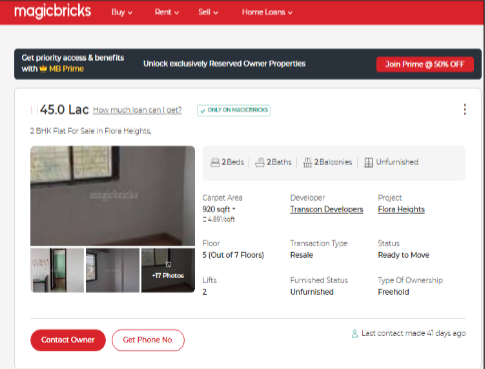 magicbricks Buy Rent Sell Home Loans
Get priority access & benefits
with MB Prime
Unlock exclusively Reserved Owner Properties
Join Prime @ 50% OFF
45.0 Lac How much loan can I get? ONLY ON MAGICBRICKS
2 BHK Flat For Sale in Flora Heights,
magicbricks
+17 Photos
2 Beds 2 Baths 2 Balconies Unfurnished
Carpet Area Developer Project
920 sqft Transcon Developers Flora Heights
4,891/sqft
Floor Transaction Type Status
5 (Out of 7 Floors) Resale Ready to Move
Lifts Furnished Status Type Of Ownership
2 Unfurnished Freehold
Contact Owner Get Phone No. Last contact made 41 days ago